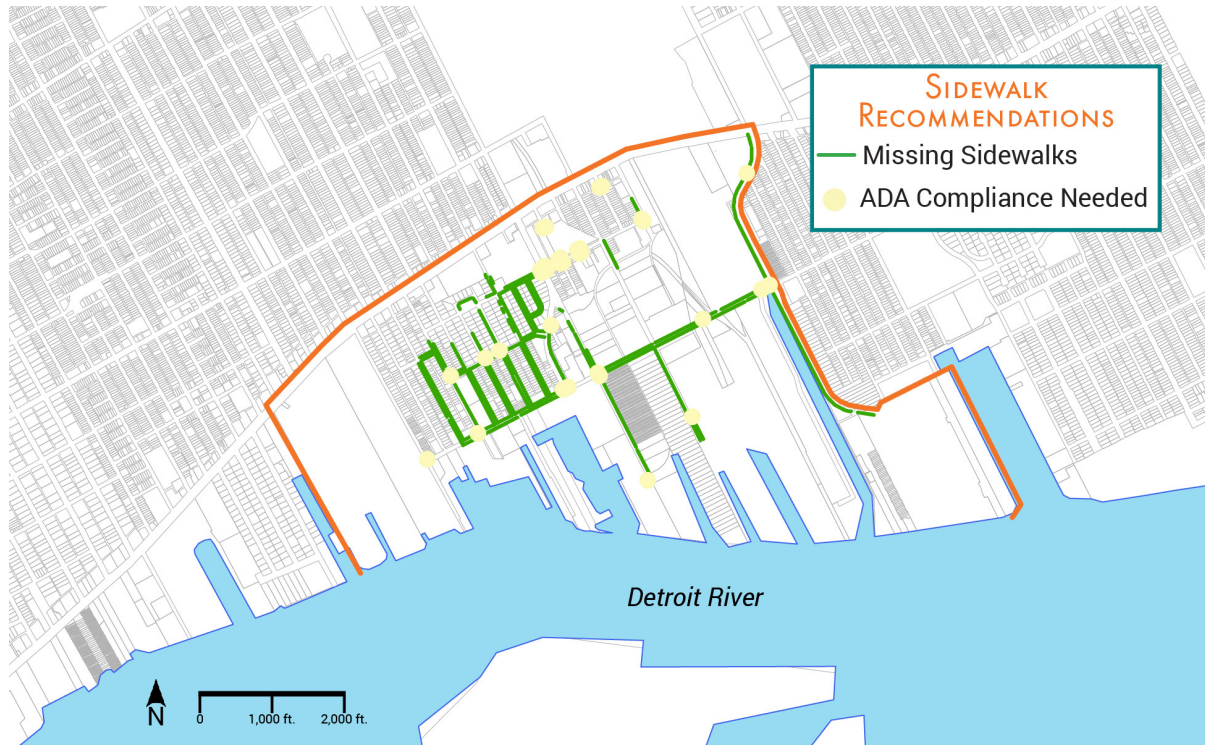 SIDEWALK
RECOMMENDATIONS
Missing Sidewalks
ADA Compliance Needed
Detroit River
N
0
1,000 ft.
2,000 ft.